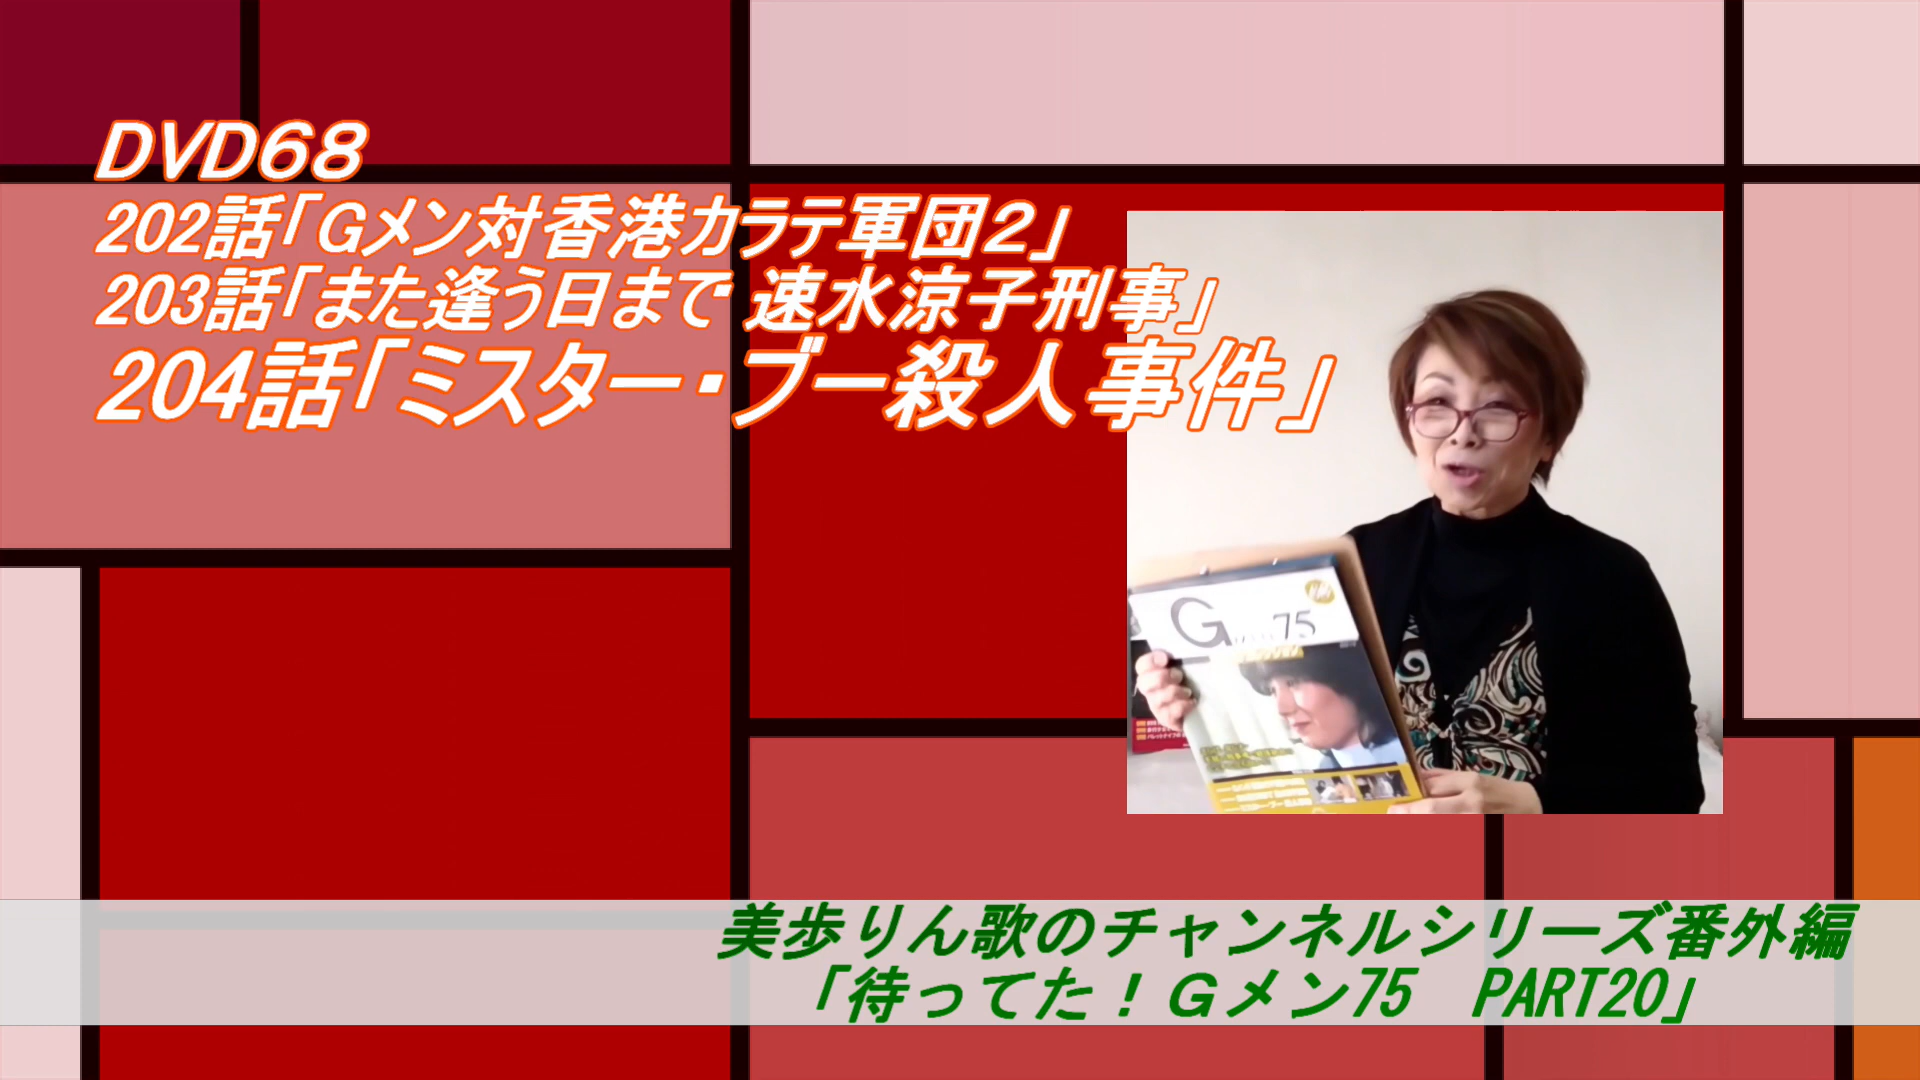 DVD68
202話「Gメン対香港カラテ軍団2」
203話「また逢う日まで 速水涼子刑事」
204話「ミスター・ブー殺人事件」
G 75
美歩りん歌のチャンネルシリーズ番外編
「待ってた！Gメン75　PART20」